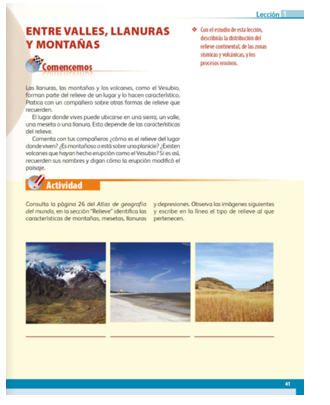 Lección 1
ENTRE VALLES, LLANURAS
Y MONTAÑAS
❖ Con el estudio de esta lección,
describirás la distribución del
relieve continental, de las zonas
sísmicas y volcánicas, y los
procesos erosivos.
Comencemos
Las llanuras, las montañas y los volcanes, como el Vesubio,
forman parte del relieve de un lugar y lo hacen característico.
Platica con un compañero sobre otras formas de relieve que
recuerden.
El lugar donde vives puede ubicarse en una sierra, un valle,
una meseta o una llanura. Esto depende de las características
del relieve.
Comenta con tus compañeros ¿cómo es el relieve del lugar
donde viven? ¿Es montañoso o está sobre una planicie? ¿Existen
volcanes que hayan hecho erupción como el Vesubio? Si es así,
recuerden sus nombres y digan cómo la erupción modificó el
paisaje.
Actividad
Consulta la página 26 del Atlas de geografía
del mundo, en la sección "Relieve" identifica las
características de montañas, mesetas, llanuras
y depresiones. Observa las imágenes siguientes
y escribe en la línea el tipo de relieve al que
pertenecen.
41